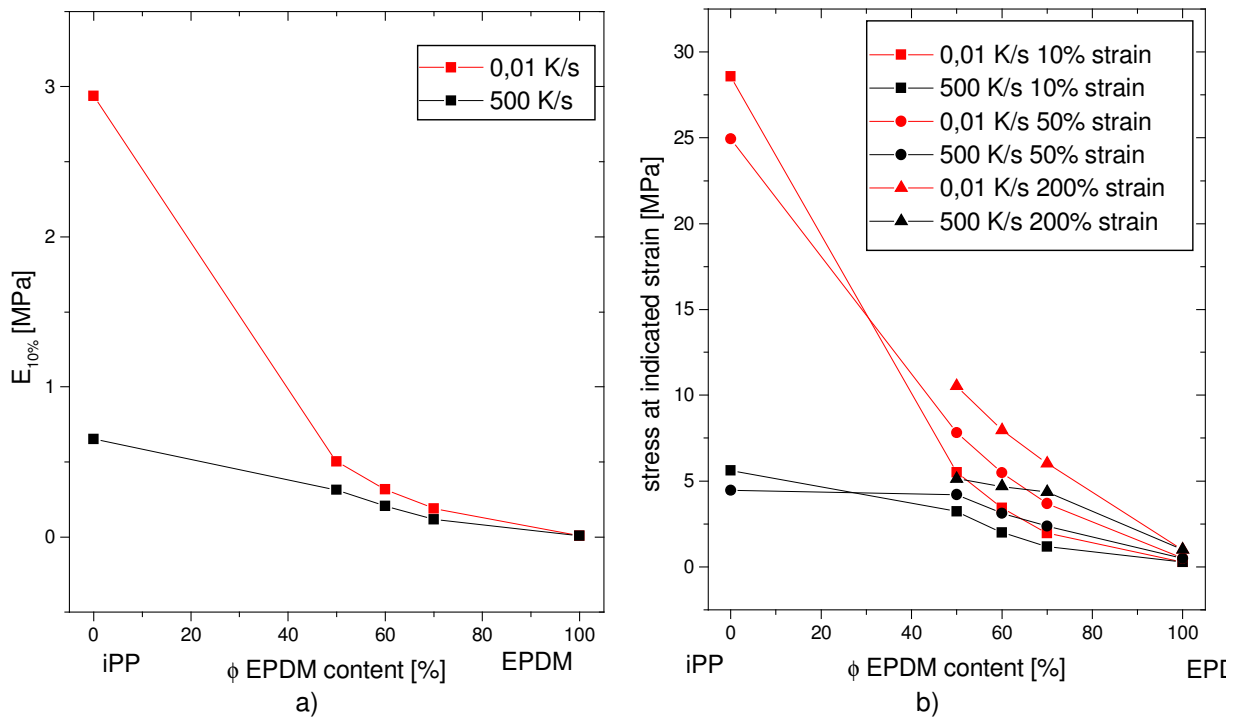 0,01 K/s
500 K/s
3
1
0
E10% [MPa]
0 20 40 60 80 100
iPP ϕ EPDM content [%] EPDM
a)
0,01 K/s 10% strain
500 K/s 10% strain
0,01 K/s 50% strain
500 K/s 50% strain
0,01 K/s 200% strain
500 K/s 200% strain
30
25
20
15
10
5
0
stress at indicated strain [MPa]
0 20 40 60 80 100
iPP ϕ EPDM content [%] EPD
b)